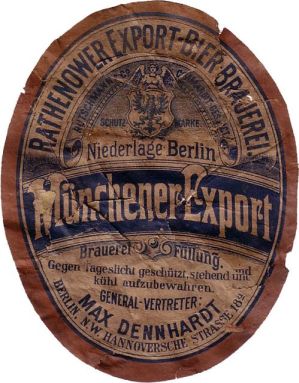 RATHENOWER EXPORT-BIER-BRAUEREI
SCHUTZ MARKE
Niederlage Berlin
Münchener Export
Brauerei Füllung.
Gegen Tageslicht geschützt, stehend und
kühl aufzubewahren.
GENERAL-VERTRETER:
MAX DENNHARDT
BERLIN N.W. HANNOVERSCHE STRASSE 18a